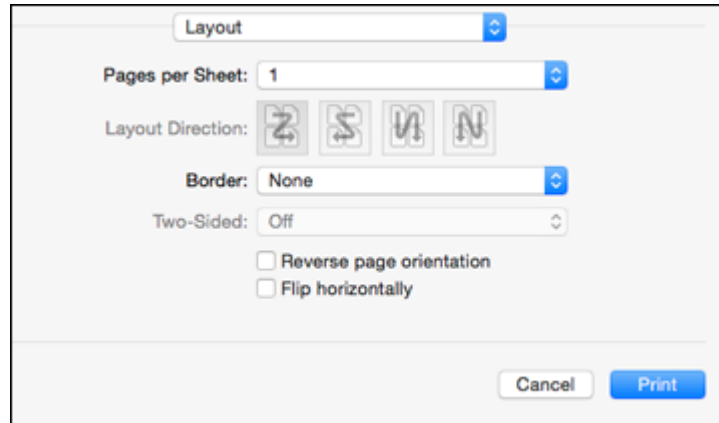 Layout
Pages per Sheet: 1
Layout Direction:
Border: None
Two-Sided: Off
Reverse page orientation
Flip horizontally
Cancel Print